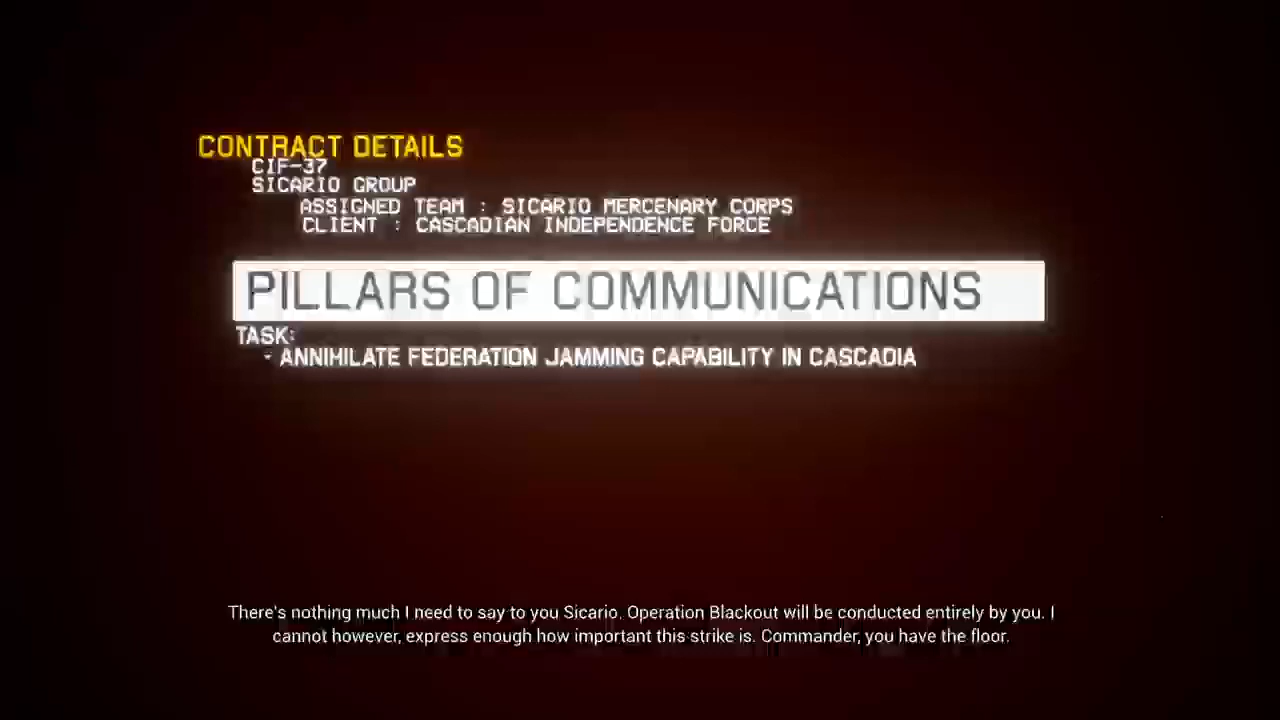 CONTRACT DETAILS
CIF-37
SICARIO GROUP
ASSIGNED TEAM : SICARIO MERCENARY CORPS
CLIENT : CASCADIAN INDEPENDENCE FORCE
PILLARS OF COMMUNICATIONS
TASK:
- ANNIHILATE FEDERATION JAMMING CAPABILITY IN CASCADIA
There's nothing much I need to say to you Sicario. Operation Blackout will be conducted entirely by you. I
cannot however, express enough how important this strike is. Commander, you have the floor.